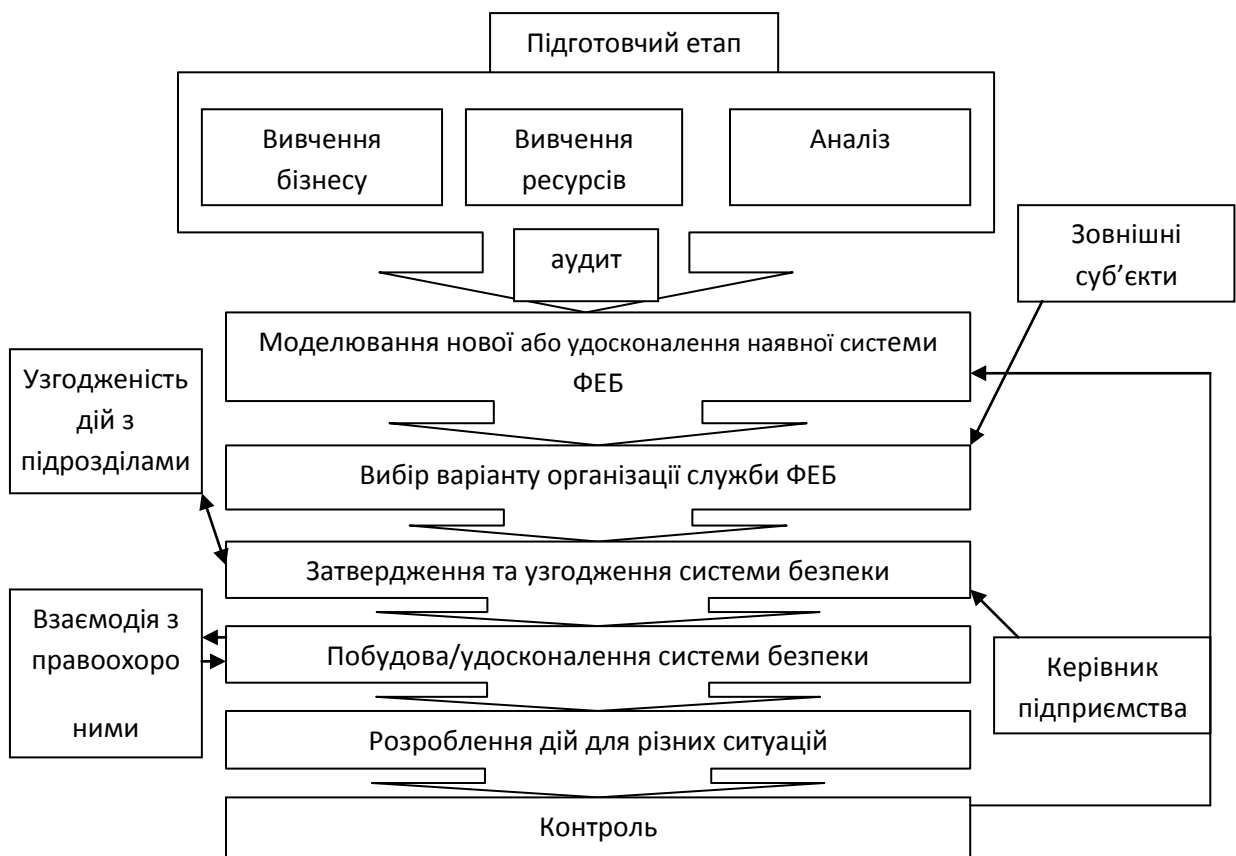 Підготовчий етап
Вивчення
бізнесу
Вивчення
ресурсів
Аналіз
аудит
Зовнішні
суб’єкти
Моделювання нової або удосконалення наявної системи
ФЕБ
Узгодженість
дій з
підрозділами
Вибір варіанту організації служби ФЕБ
Затвердження та узгодження системи безпеки
Взаємодія з
правоохоро
ними
Побудова/удосконалення системи безпеки
Керівник
підприємства
Розроблення дій для різних ситуацій
Контроль